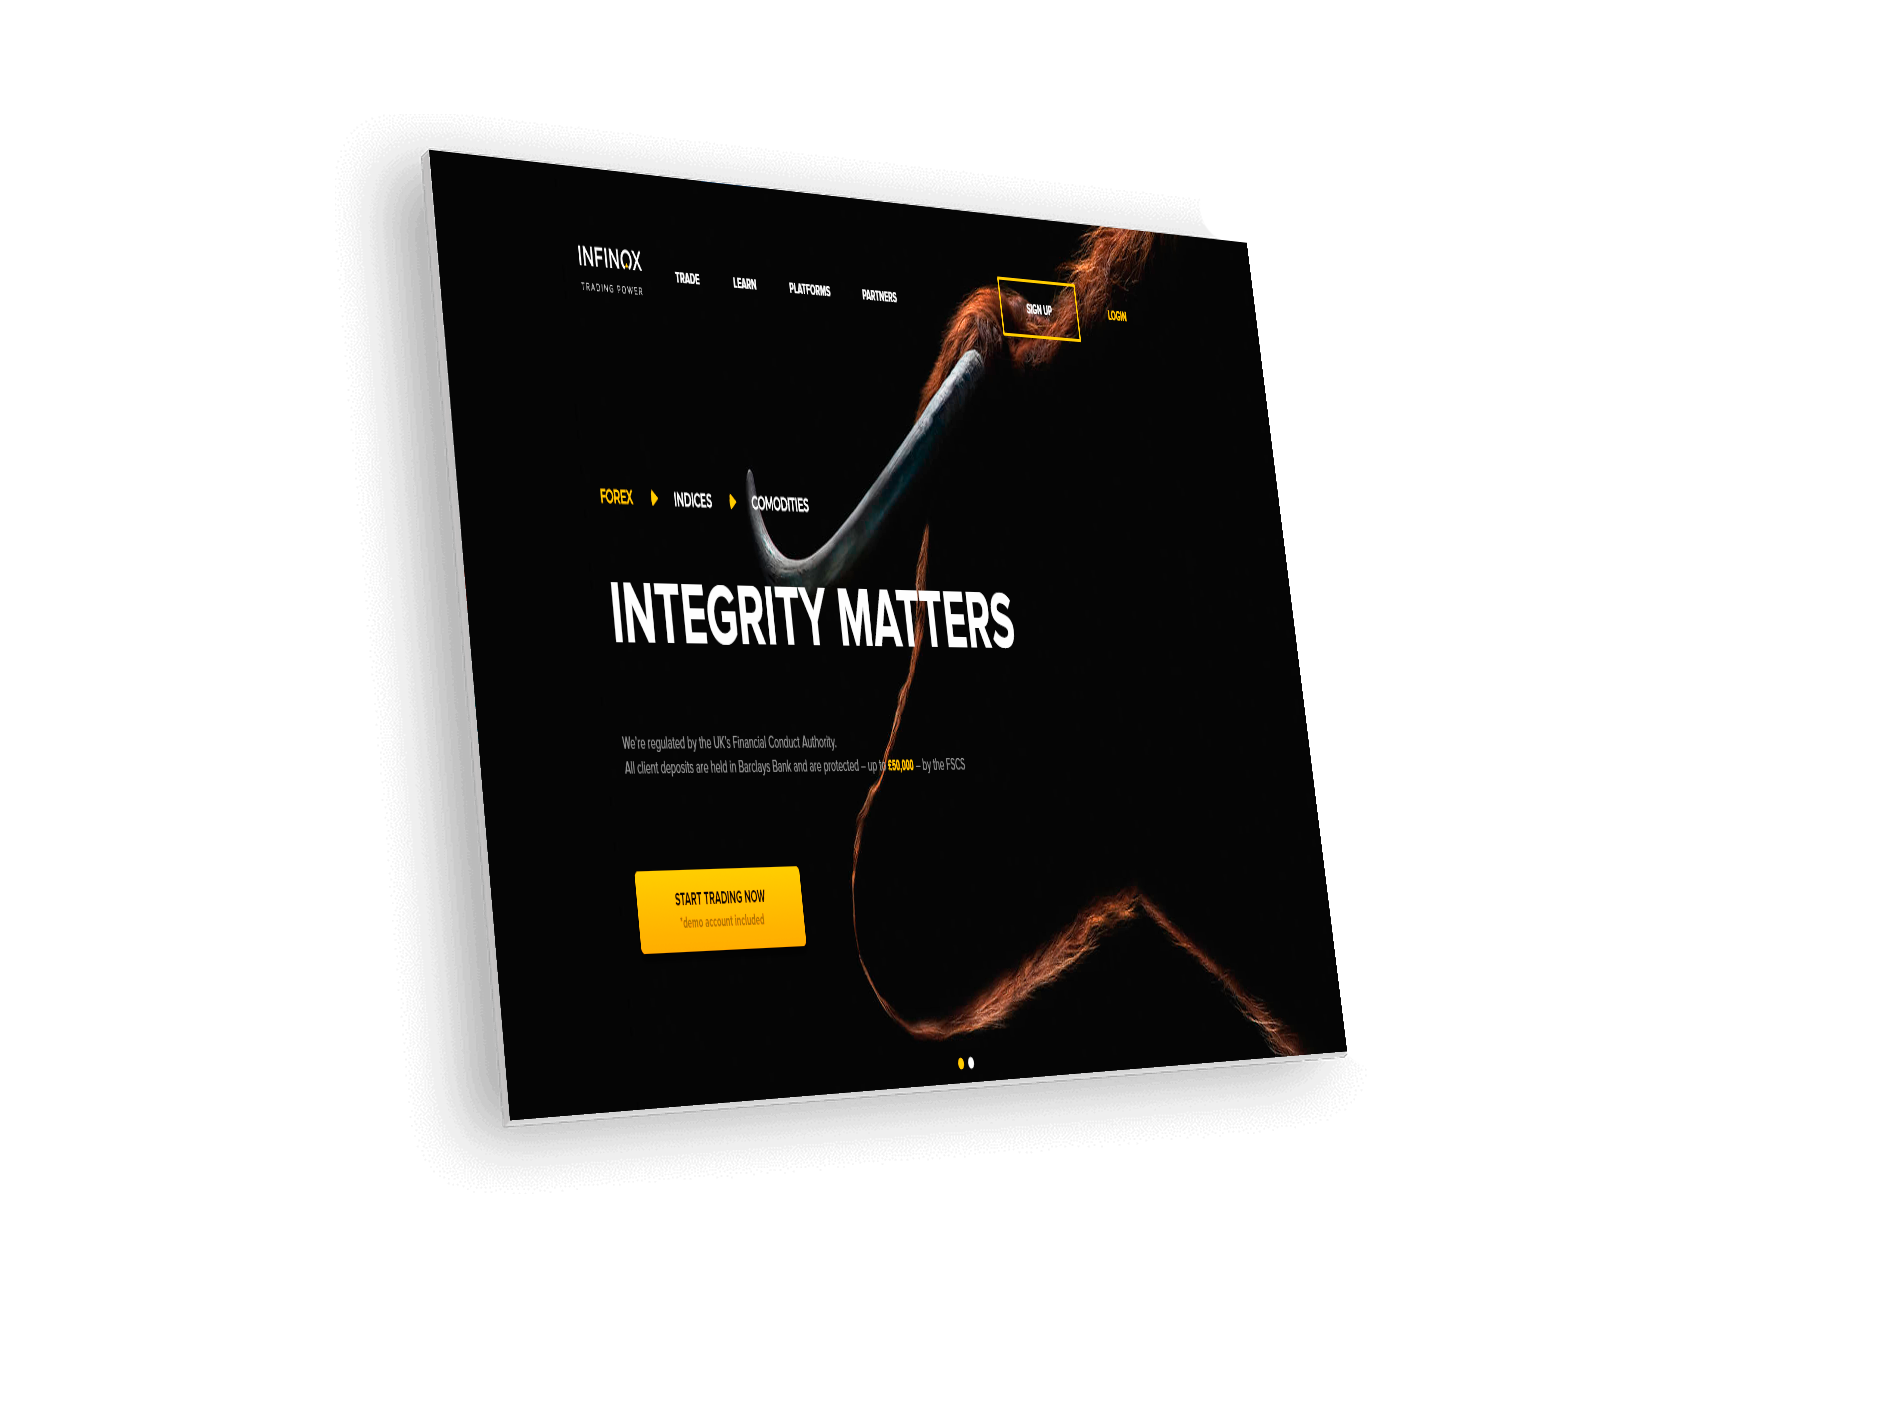 INFINOX
TRADING POWER
TRADE LEARN PLATFORMS PARTNERS
SIGN UP
LOGIN
FOREX INDICES COMODITIES
INTEGRITY MATTERS
We're regulated by the UK's Financial Conduct Authority.
All client deposits are held in Barclays Bank and are protected – up to £50,000 – by the FSCS
START TRADING NOW
*demo account included